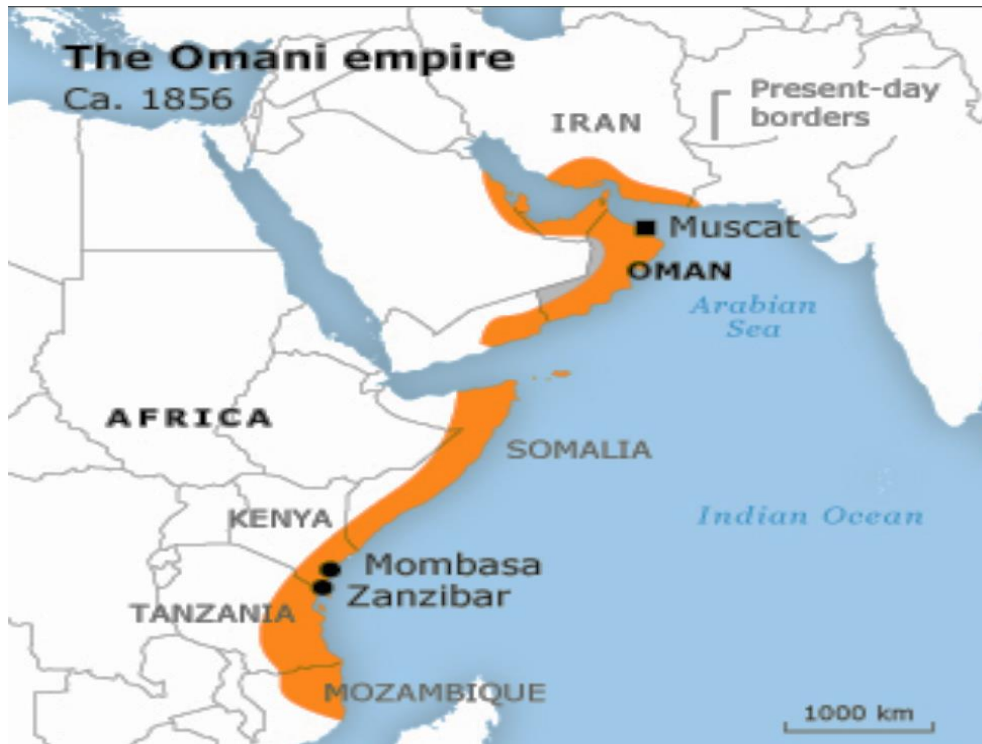 The Omani empire
Ca. 1856
Present-day
borders
IRAN
Muscat
OMAN
Arabian
Sea
AFRICA
SOMALIA
KENYA
Indian Ocean
Mombasa
Zanzibar
TANZANIA
MOZAMBIQUE
1000 km